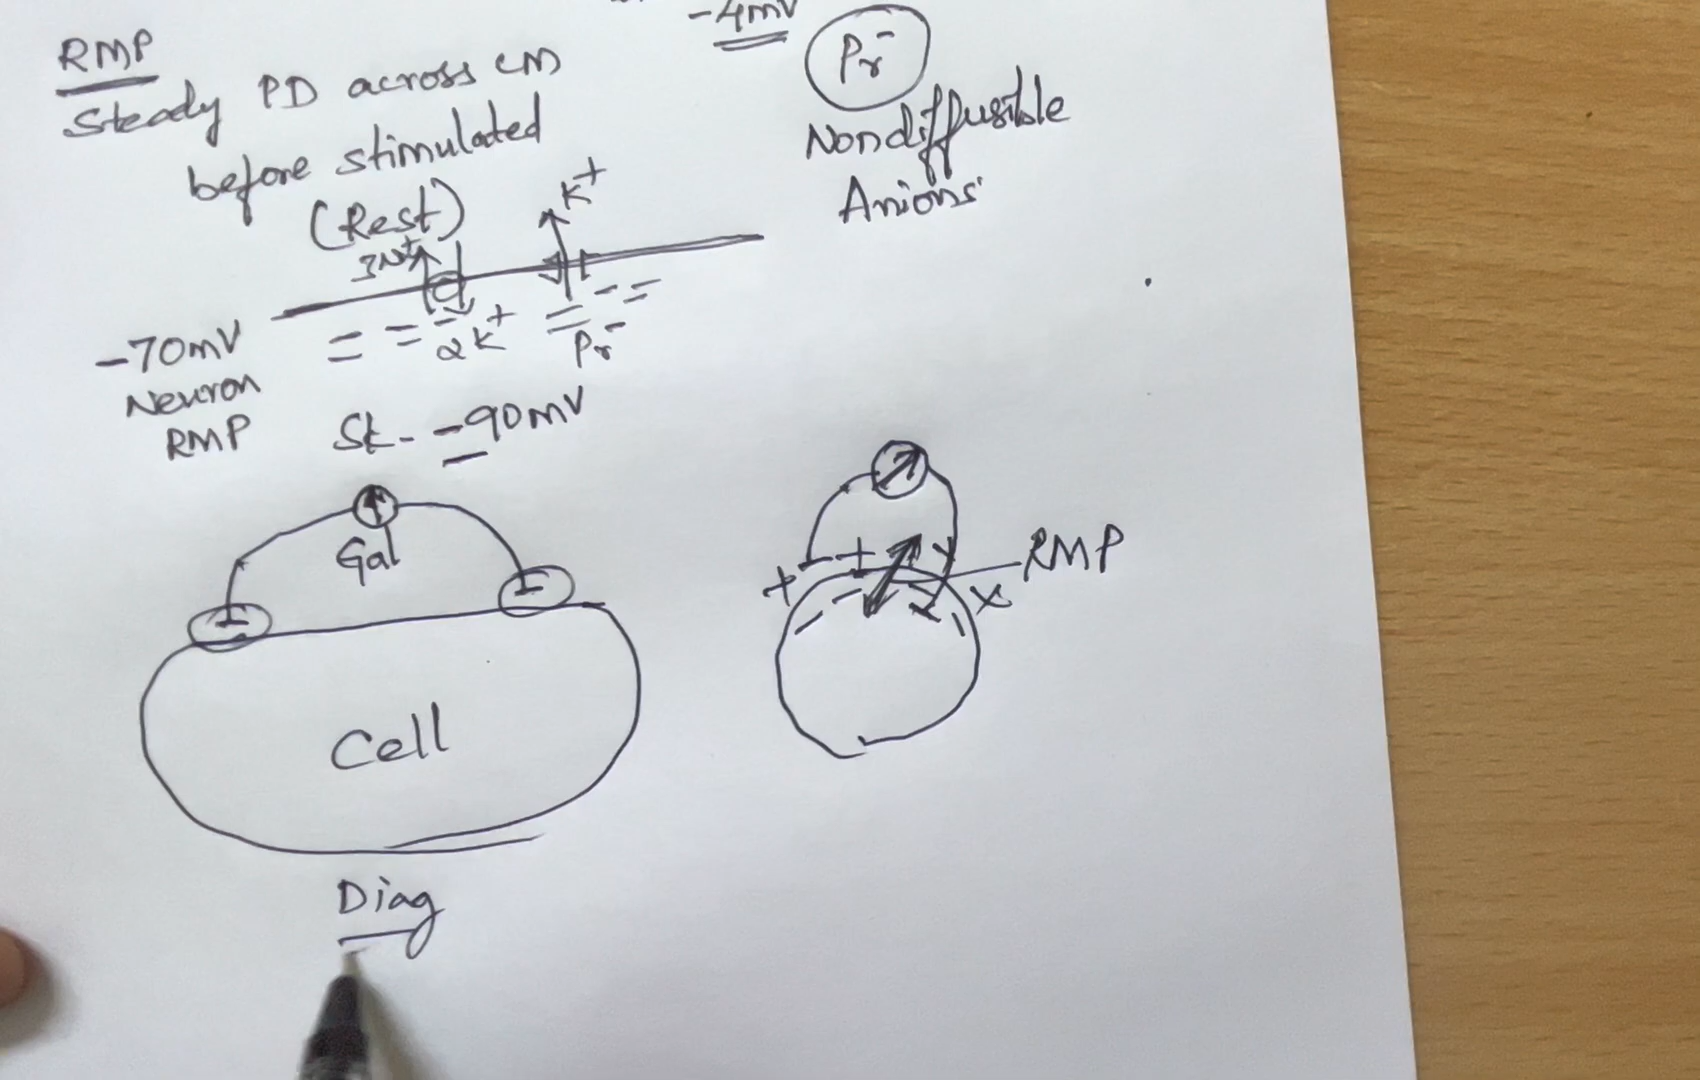 -4mV
RMP
Steady PD across CM
before stimulated
(Rest)
Pr-
Nondiffusible
Anions
K+
3Na+
2K+
Pr-
-70mV
Neuron
RMP
Sk- -90mV
Gal
Cell
+ +
RMP
Diag